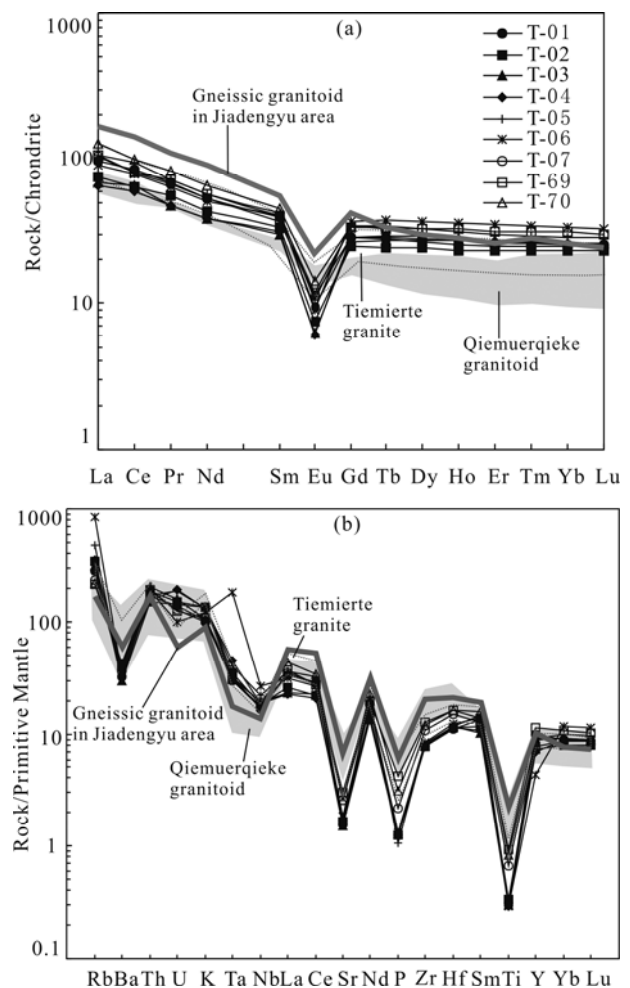 1000
(a)
T-01
T-02
T-03
T-04
T-05
T-06
T-07
T-69
T-70
Gneissic granitoid
in Jiadengyu area
100
Rock/Chrondrite
Tiemierte
granite
10
Qiemuerqieke
granitoid
1
La Ce Pr Nd Sm Eu Gd Tb Dy Ho Er Tm Yb Lu
1000
(b)
100
Tiemierte
granite
Gneissic granitoid
in Jiadengyu area
Qiemuerqieke
granitoid
Rock/Primitive Mantle
10
1
0.1
Rb Ba Th U K Ta Nb La Ce Sr Nd P Zr Hf Sm Ti Y Yb Lu